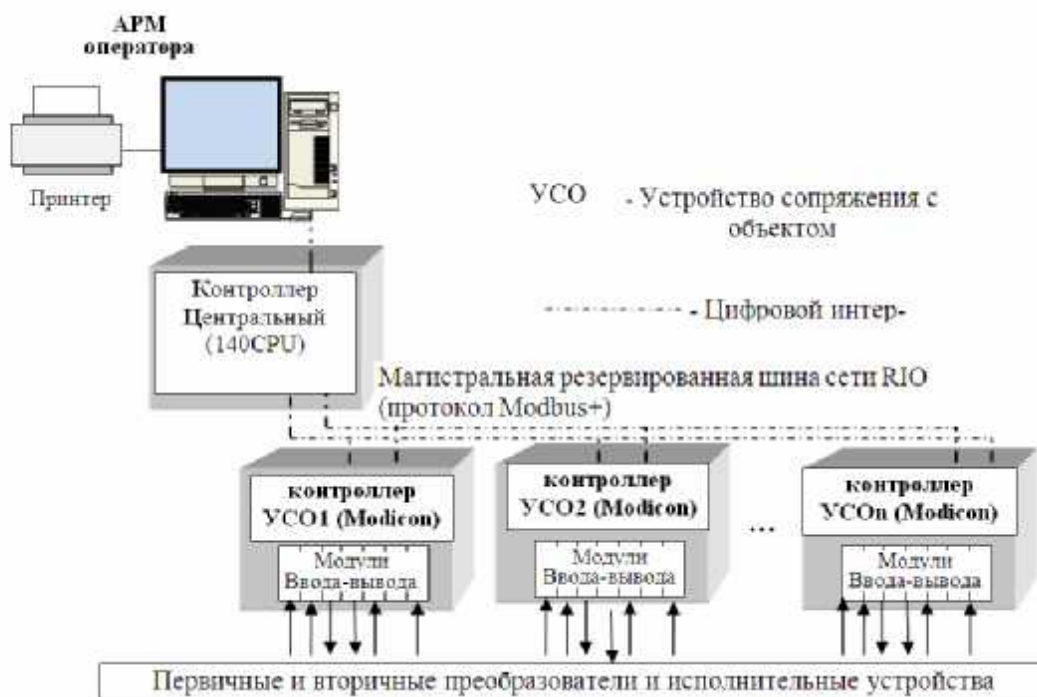 АРМ
оператора
Принтер
УСО - Устройство сопряжения с
объектом
Контроллер
Центральный
(140CPU)
- Цифровой интер-
Магистральная резервированная шина сети RIO
(протокол Modbus+)
контроллер
УСО1 (Modicon)
Модули
Ввода-вывода
контроллер
УСО2 (Modicon)
Модули
Ввода-вывода
...
контроллер
УСОn (Modicon)
Модули
Ввода-вывода
Первичные и вторичные преобразователи и исполнительные устройства